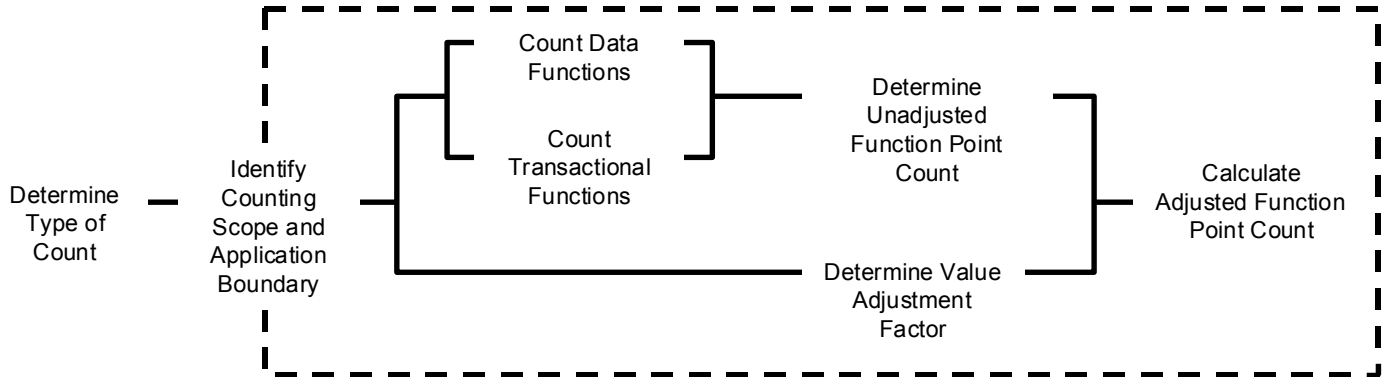 Determine
Type of
Count
Identify
Counting
Scope and
Application
Boundary
Count Data
Functions
Count
Transactional
Functions
Determine
Unadjusted
Function Point
Count
Determine Value
Adjustment
Factor
Calculate
Adjusted Function
Point Count